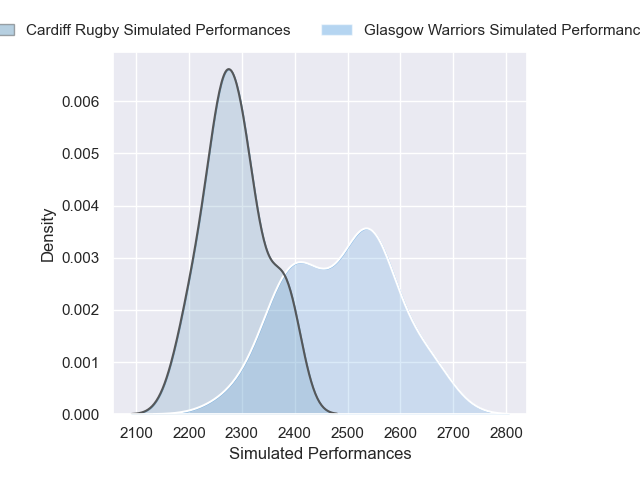 Cardiff Rugby Simulated Performances
Glasgow Warriors Simulated Performanc
0.006
0.005
0.004
0.003
0.002
0.001
0.000
Density
2100 2200 2300 2400 2500 2600 2700 2800
Simulated Performances